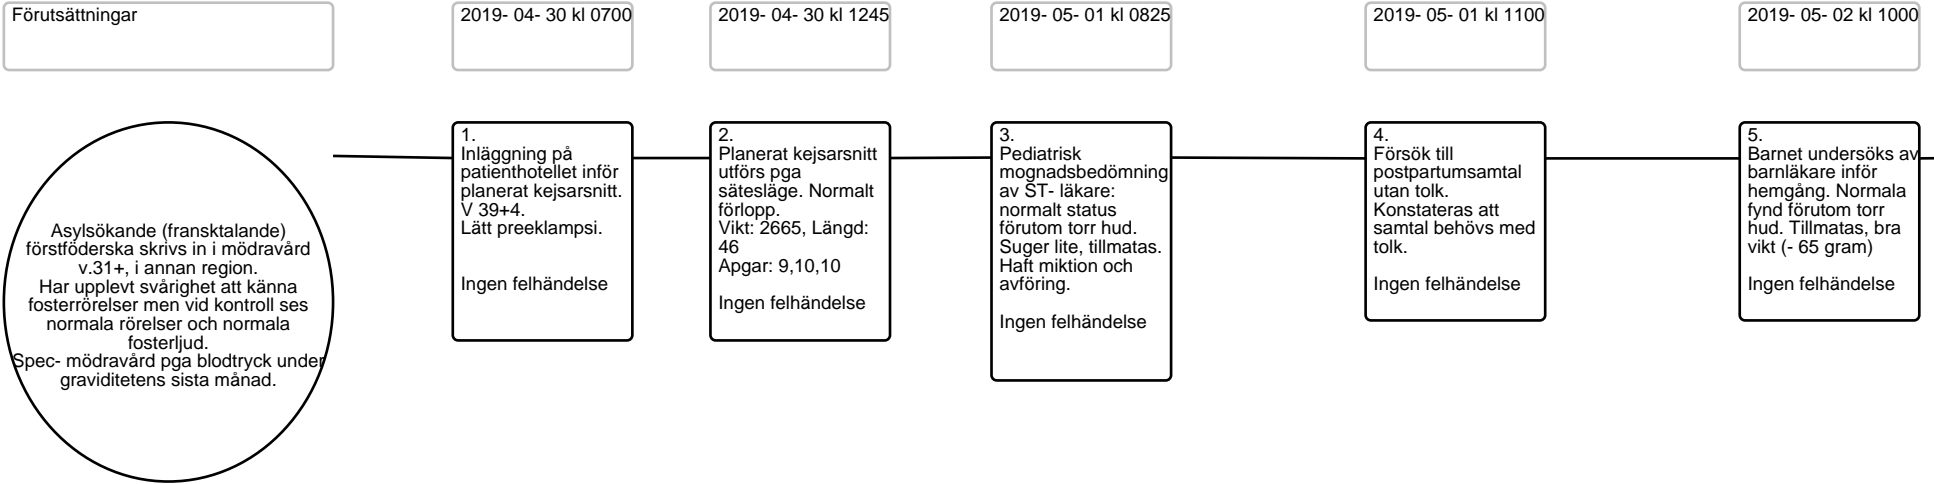 Förutsättningar
2019- 04- 30 kl 0700
2019- 04- 30 kl 1245
2019- 05- 01 kl 0825
2019- 05- 01 kl 1100
2019- 05- 02 kl 1000
Asylsökande (fransktalande)
förstföderska skrivs in i mödravård
v.31+, i annan region.
Har upplevt svårighet att känna
fosterrörelser men vid kontroll ses
normala rörelser och normala
fosterljud.
Spec- mödravård pga blodtryck under
graviditetens sista månad.
1.
Inläggning på
patienthotellet inför
planerat kejsarsnitt.
V 39+4.
Lätt preeklampsi.
Ingen felhändelse
2.
Planerat kejsarsnitt
utförs pga
sätesläge. Normalt
förlopp.
Vikt: 2665, Längd:
46
Apgar: 9,10,10
Ingen felhändelse
3.
Pediatrisk
mognadsbedömning
av ST- läkare:
normalt status
förutom torr hud.
Suger lite, tillmatas.
Haft miktion och
avföring.
Ingen felhändelse
4.
Försök till
postpartumsamtal
utan tolk.
Konstateras att
samtal behövs med
tolk.
Ingen felhändelse
5.
Barnet undersöks av
barnläkare inför
hemgång. Normala
fynd förutom torr
hud. Tillmatas, bra
vikt (- 65 gram)
Ingen felhändelse